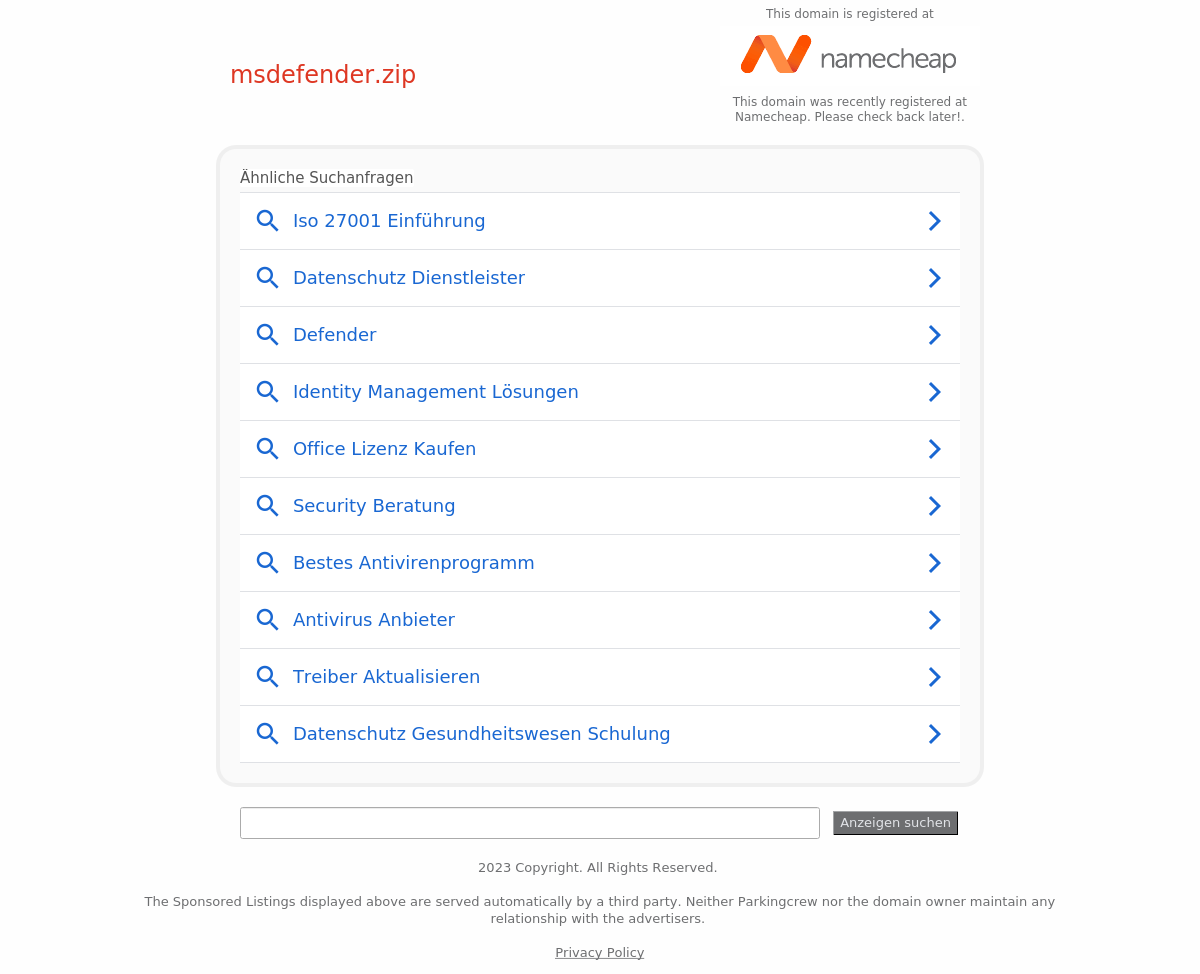 This domain is registered at
namecheap
msdefender.zip
This domain was recently registered at
Namecheap. Please check back later!.
Ähnliche Suchanfragen
Iso 27001 Einführung
Datenschutz Dienstleister
Defender
Identity Management Lösungen
Office Lizenz Kaufen
Security Beratung
Bestes Antivirenprogramm
Antivirus Anbieter
Treiber Aktualisieren
Datenschutz Gesundheitswesen Schulung
Anzeigen suchen
2023 Copyright. All Rights Reserved.
The Sponsored Listings displayed above are served automatically by a third party. Neither Parkingcrew nor the domain owner maintain any
relationship with the advertisers.
Privacy Policy